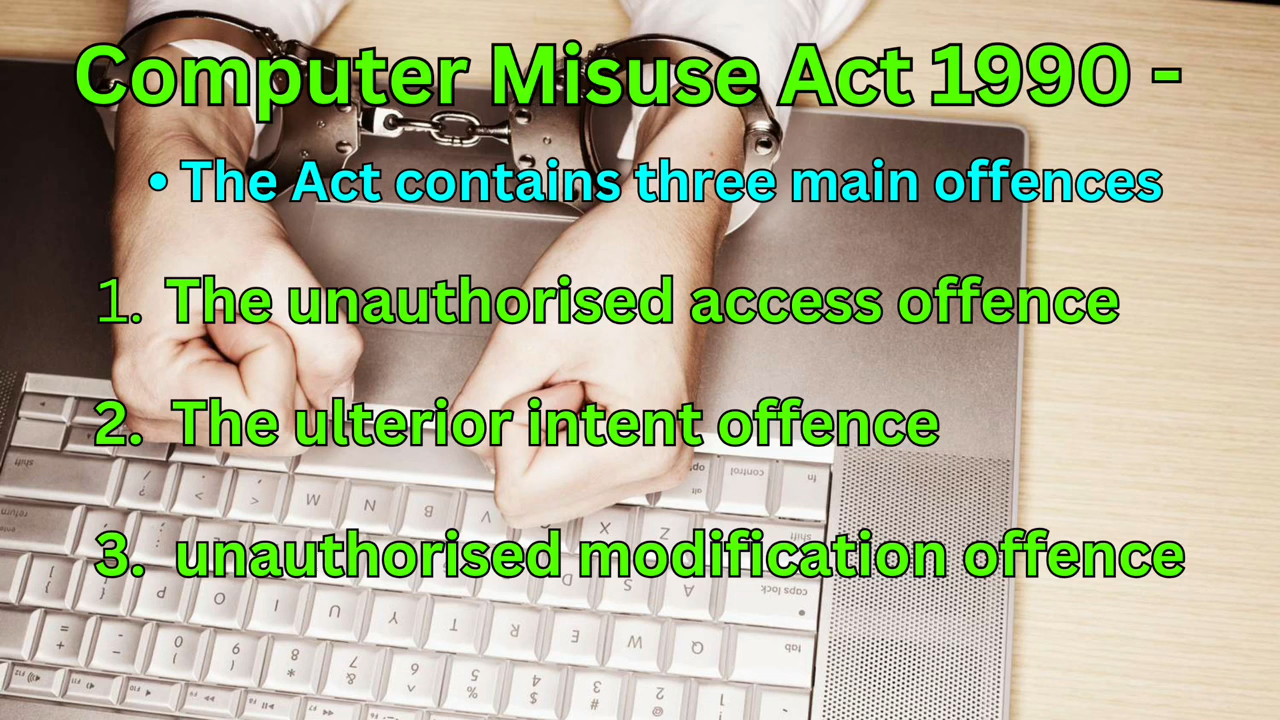 Computer Misuse Act 1990 -
• The Act contains three main offences
1. The unauthorised access offence
2. The ulterior intent offence
3. unauthorised modification offence